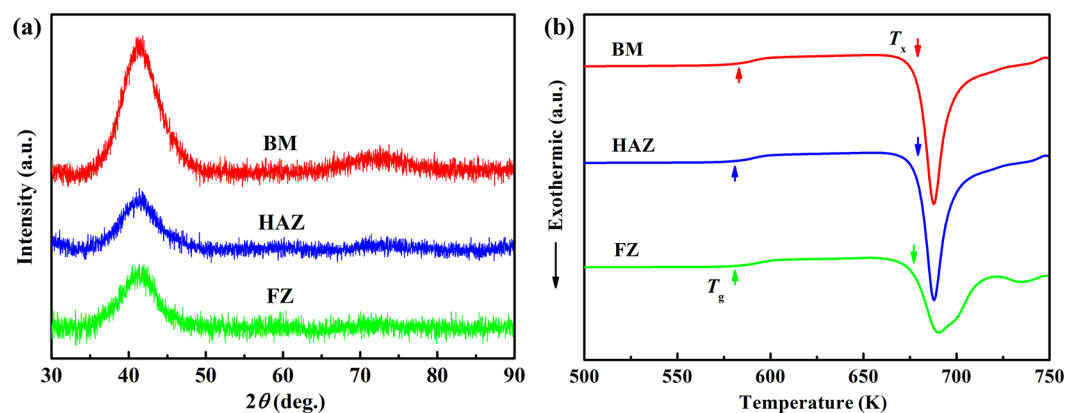 (a)
BM
HAZ
FZ
Intensity (a.u.)
30 40 50 60 70 80 90
2θ (deg.)
(b)
BM
Tx
HAZ
FZ
Tg
Exothermic (a.u.)
500 550 600 650 700 750
Temperature (K)